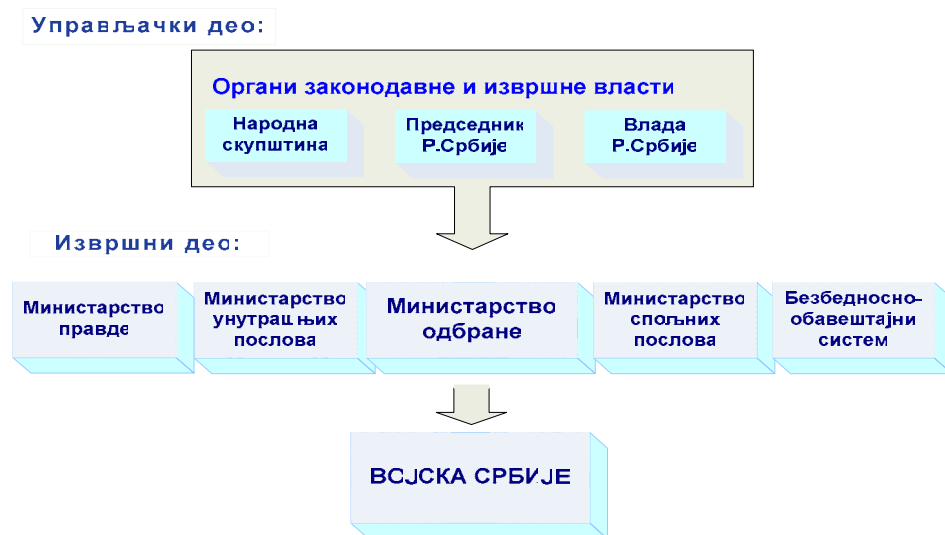 Управљачки део:
Органи законодавне и извршне власти
Народна
скупштина
Председник
Р.Србије
Влада
Р.Србије
Извршни део:
Министарство
правде
Министарство
унутрашњих
послова
Министарство
одбране
Министарство
спољних
послова
Безбедносно-
обавештајни
систем
ВОЈСКА СРБИЈЕ